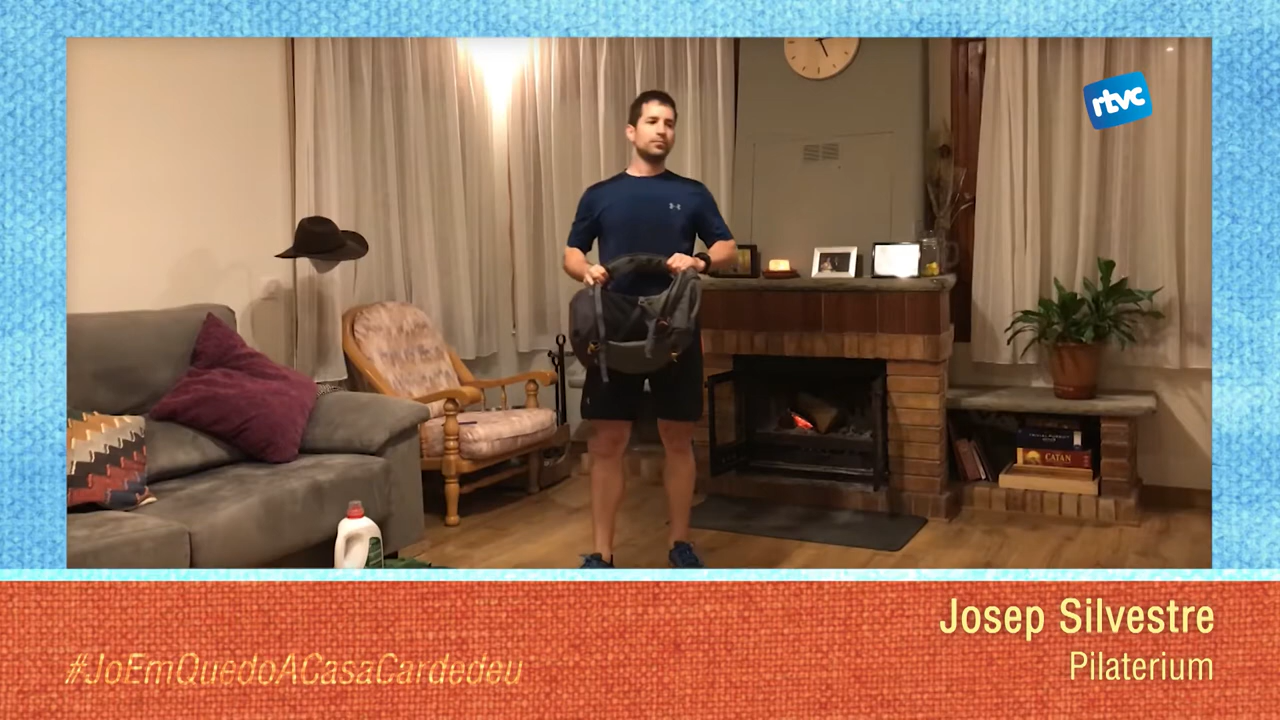 rtvc
CATAN
Josep Silvestre
#JoEmQuedoACasaCardedeu
Pilaterium